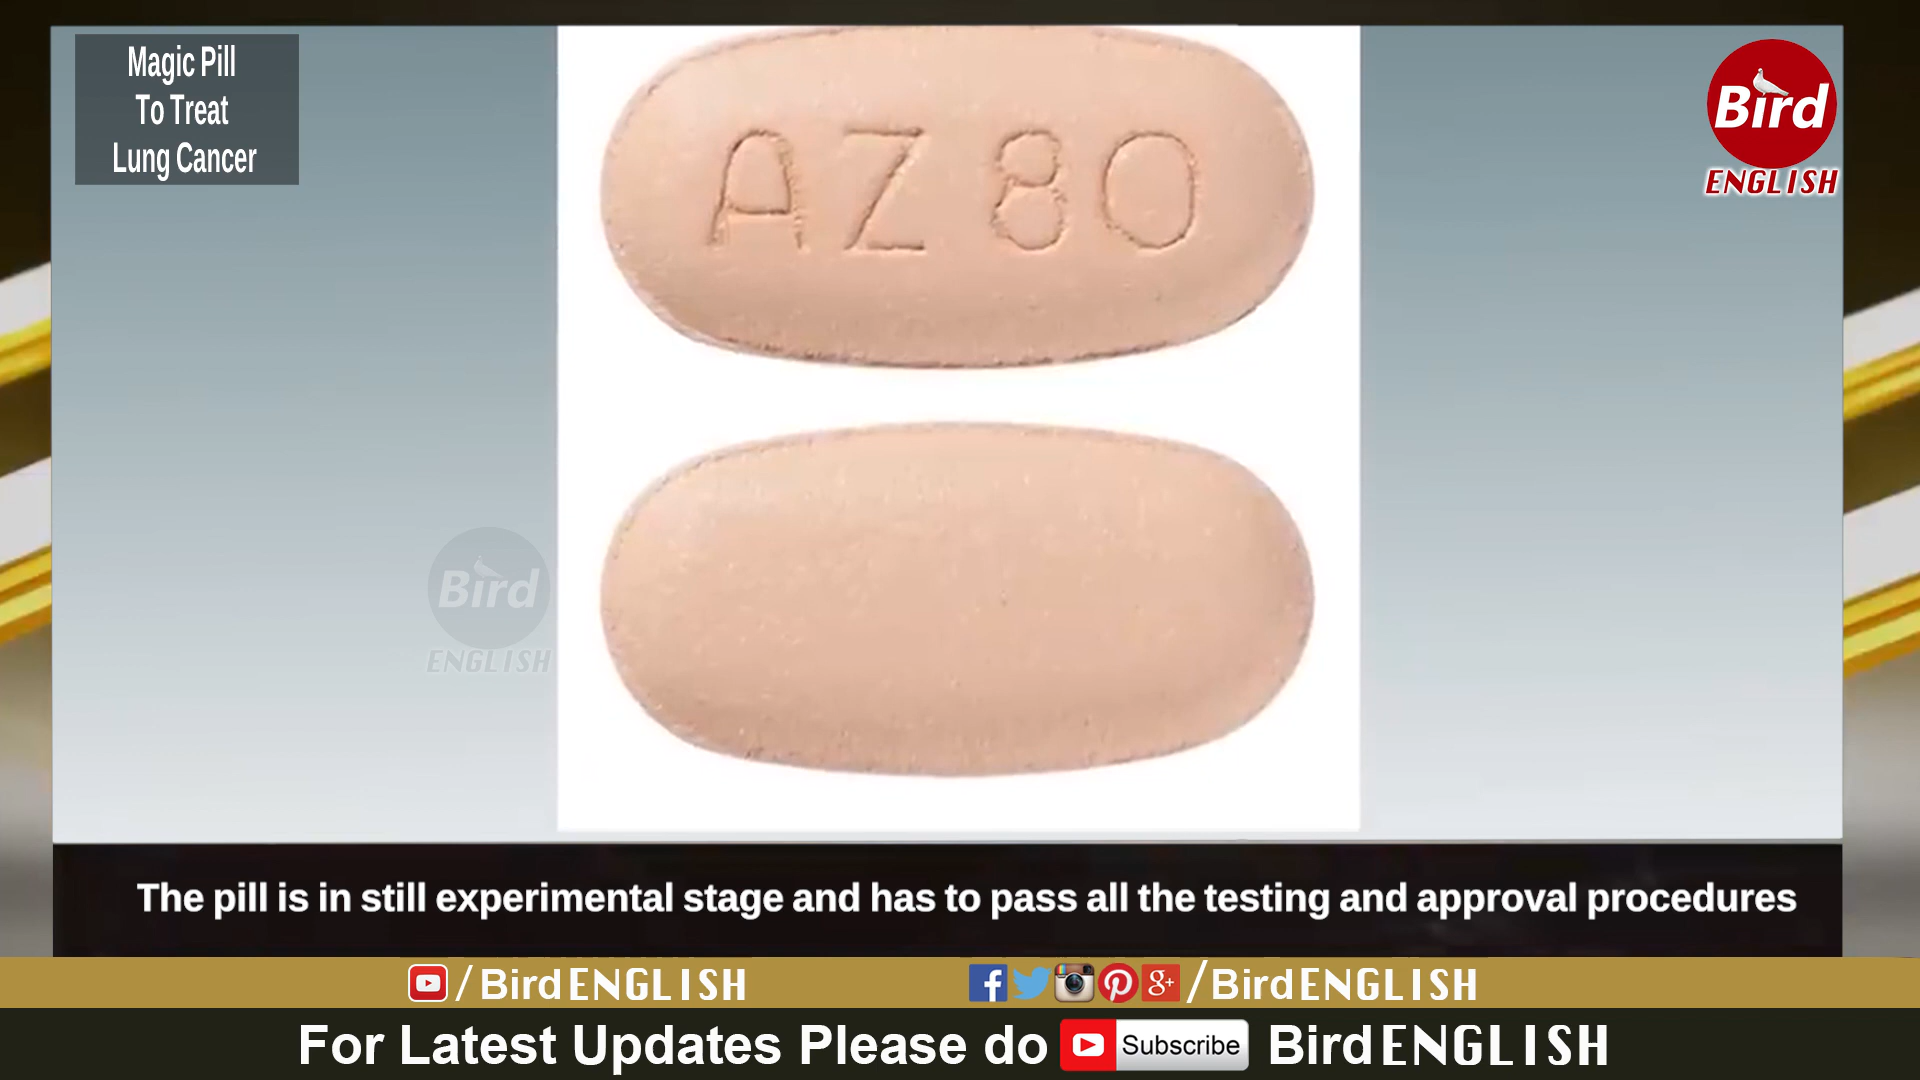 Magic Pill
To Treat
Lung Cancer
Bird
ENGLISH
AZ 80
Bird
ENGLISH
The pill is in still experimental stage and has to pass all the testing and approval procedures
/BirdENGLISH
f g+ /BirdENGLISH
For Latest Updates Please do Subscribe BirdENGLISH